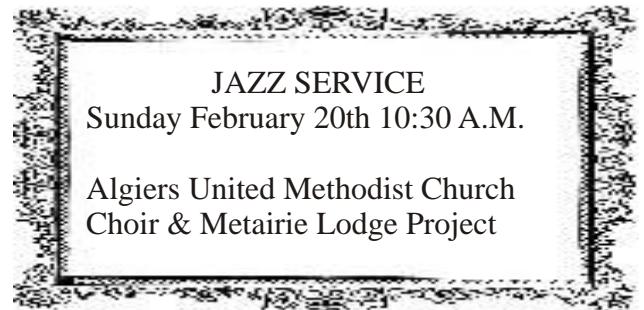 JAZZ SERVICE
Sunday February 20th 10:30 A.M.
Algiers United Methodist Church
Choir & Metairie Lodge Project